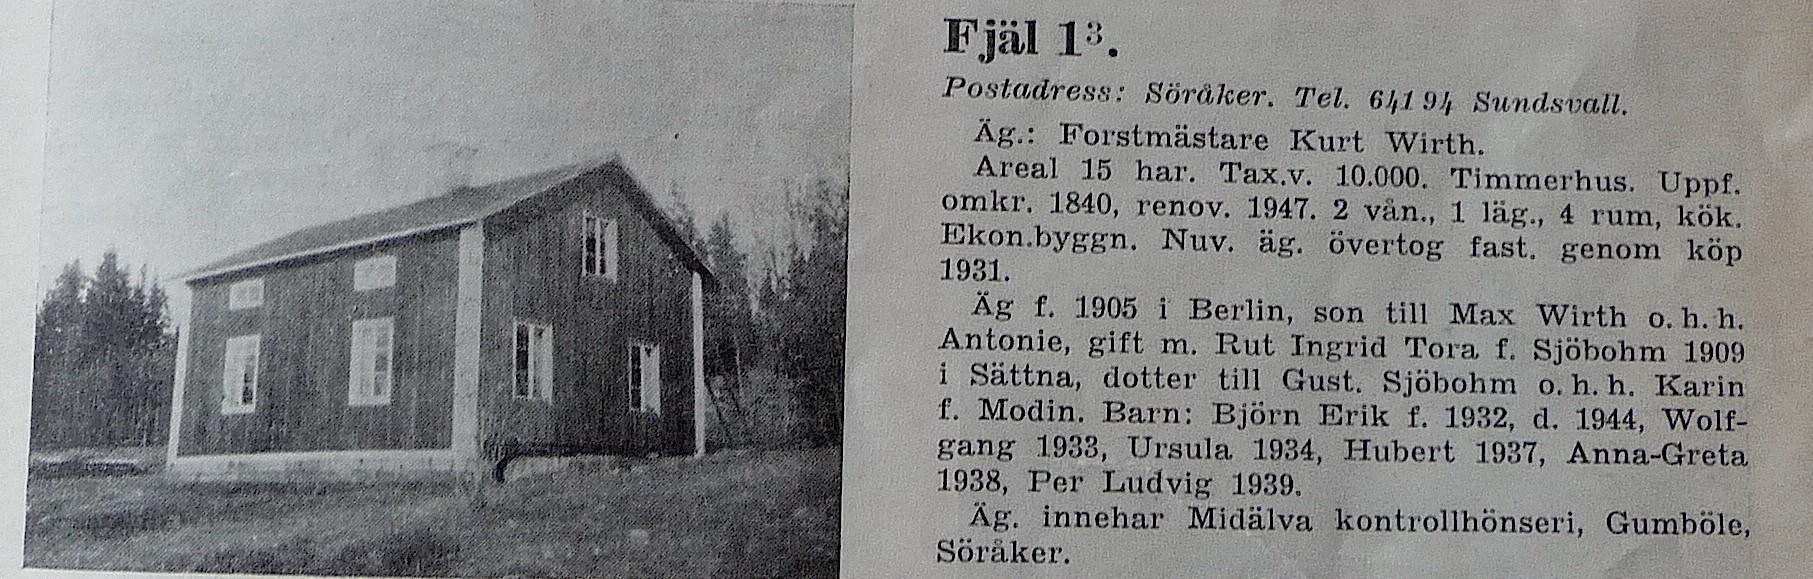 Fjäl 1³.
Postadress: Söråker. Tel. 641 94 Sundsvall.
Äg.: Forstmästare Kurt Wirth.
Areal 15 har. Tax.v. 10.000. Timmerhus. Uppf.
omkr. 1840, renov. 1947. 2 vån., 1 läg., 4 rum, kök.
Ekon.byggn. Nuv. äg. övertog fast. genom köp
1931.
Äg f. 1905 i Berlin, son till Max Wirth o. h. h.
Antonie, gift m. Rut Ingrid Tora f. Sjöbohm 1909
i Sättna, dotter till Gust. Sjöbohm o. h. h. Karin
f. Modin. Barn: Björn Erik f. 1932, d. 1944, Wolf-
gang 1933, Ursula 1934, Hubert 1937, Anna-Greta
1938, Per Ludvig 1939.
Äg. innehar Midälva kontrollhönseri, Gumböle,
Söråker.